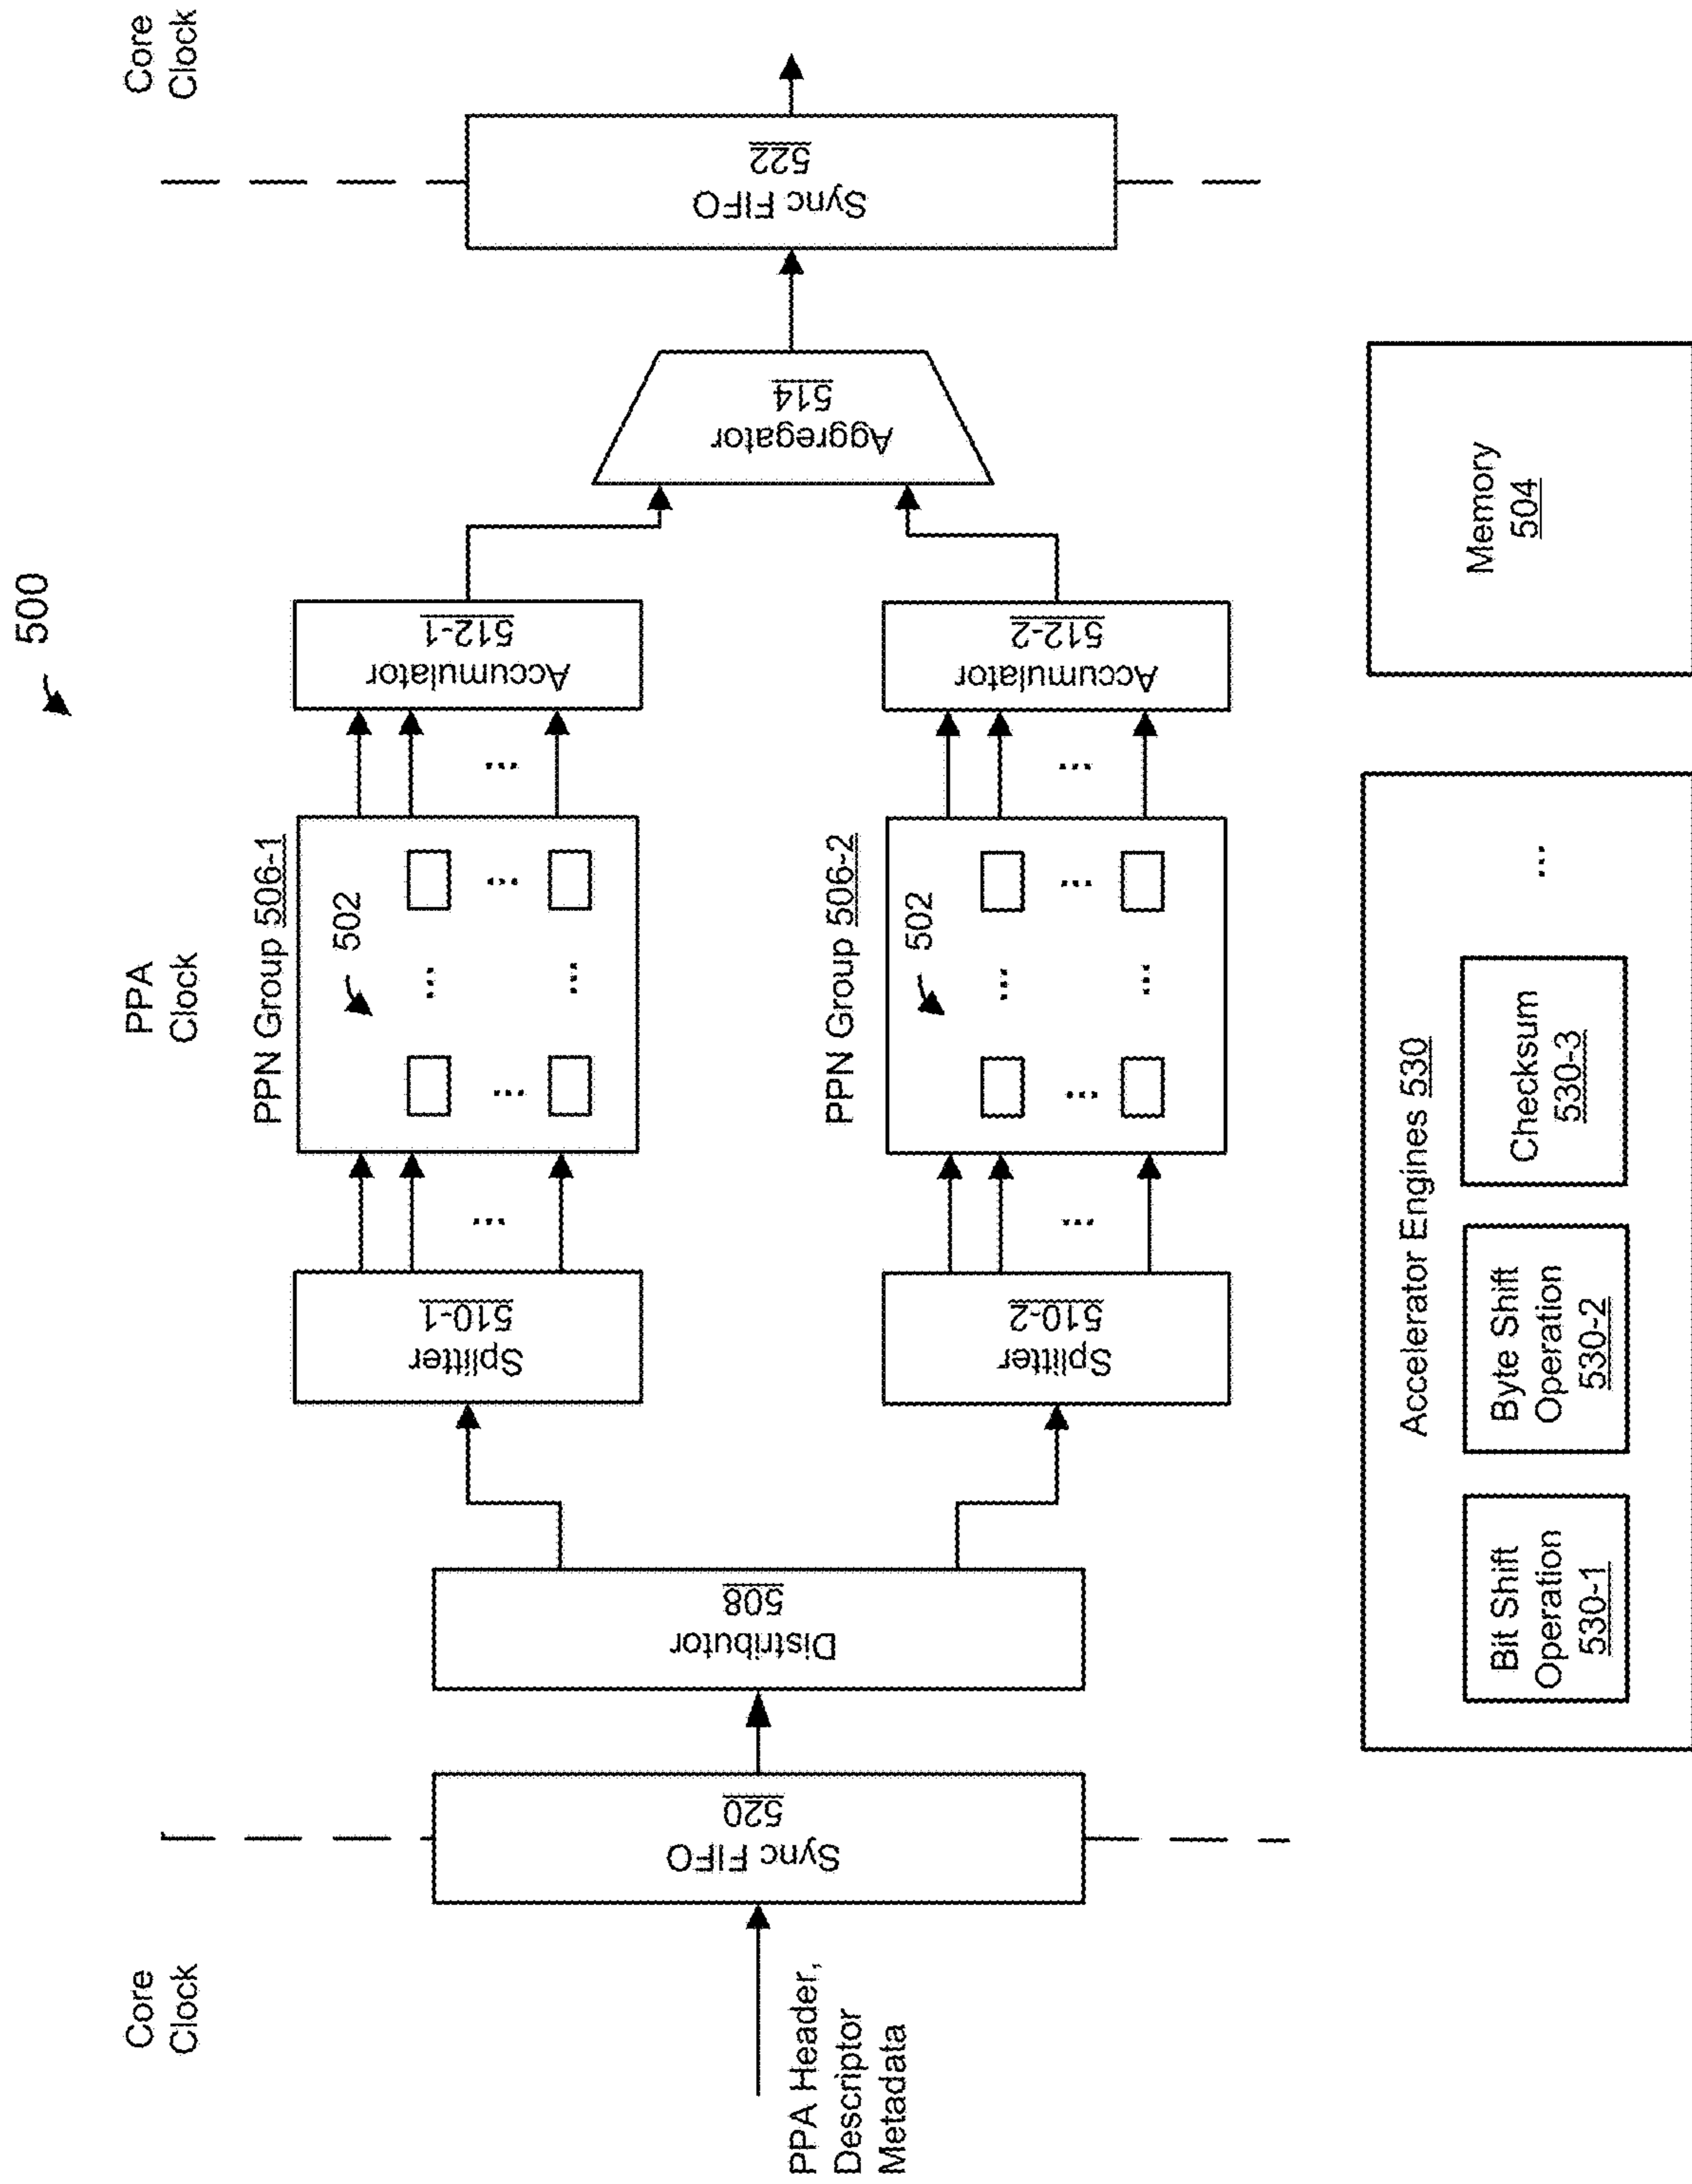 500
Core
Clock
PPA
Clock
Core
Clock
PPA Header,
Descriptor
Metadata
Sync FIFO
520
Distributor
508
Splitter
510-1
PPN Group 506-1
502
...
...
...
...
...
...
Accumulator
512-1
Splitter
510-2
PPN Group 506-2
502
...
...
...
...
...
...
Accumulator
512-2
Aggregator
514
Sync FIFO
522
Accelerator Engines 530
Bit Shift
Operation
530-1
Byte Shift
Operation
530-2
Checksum
530-3
...
Memory
504